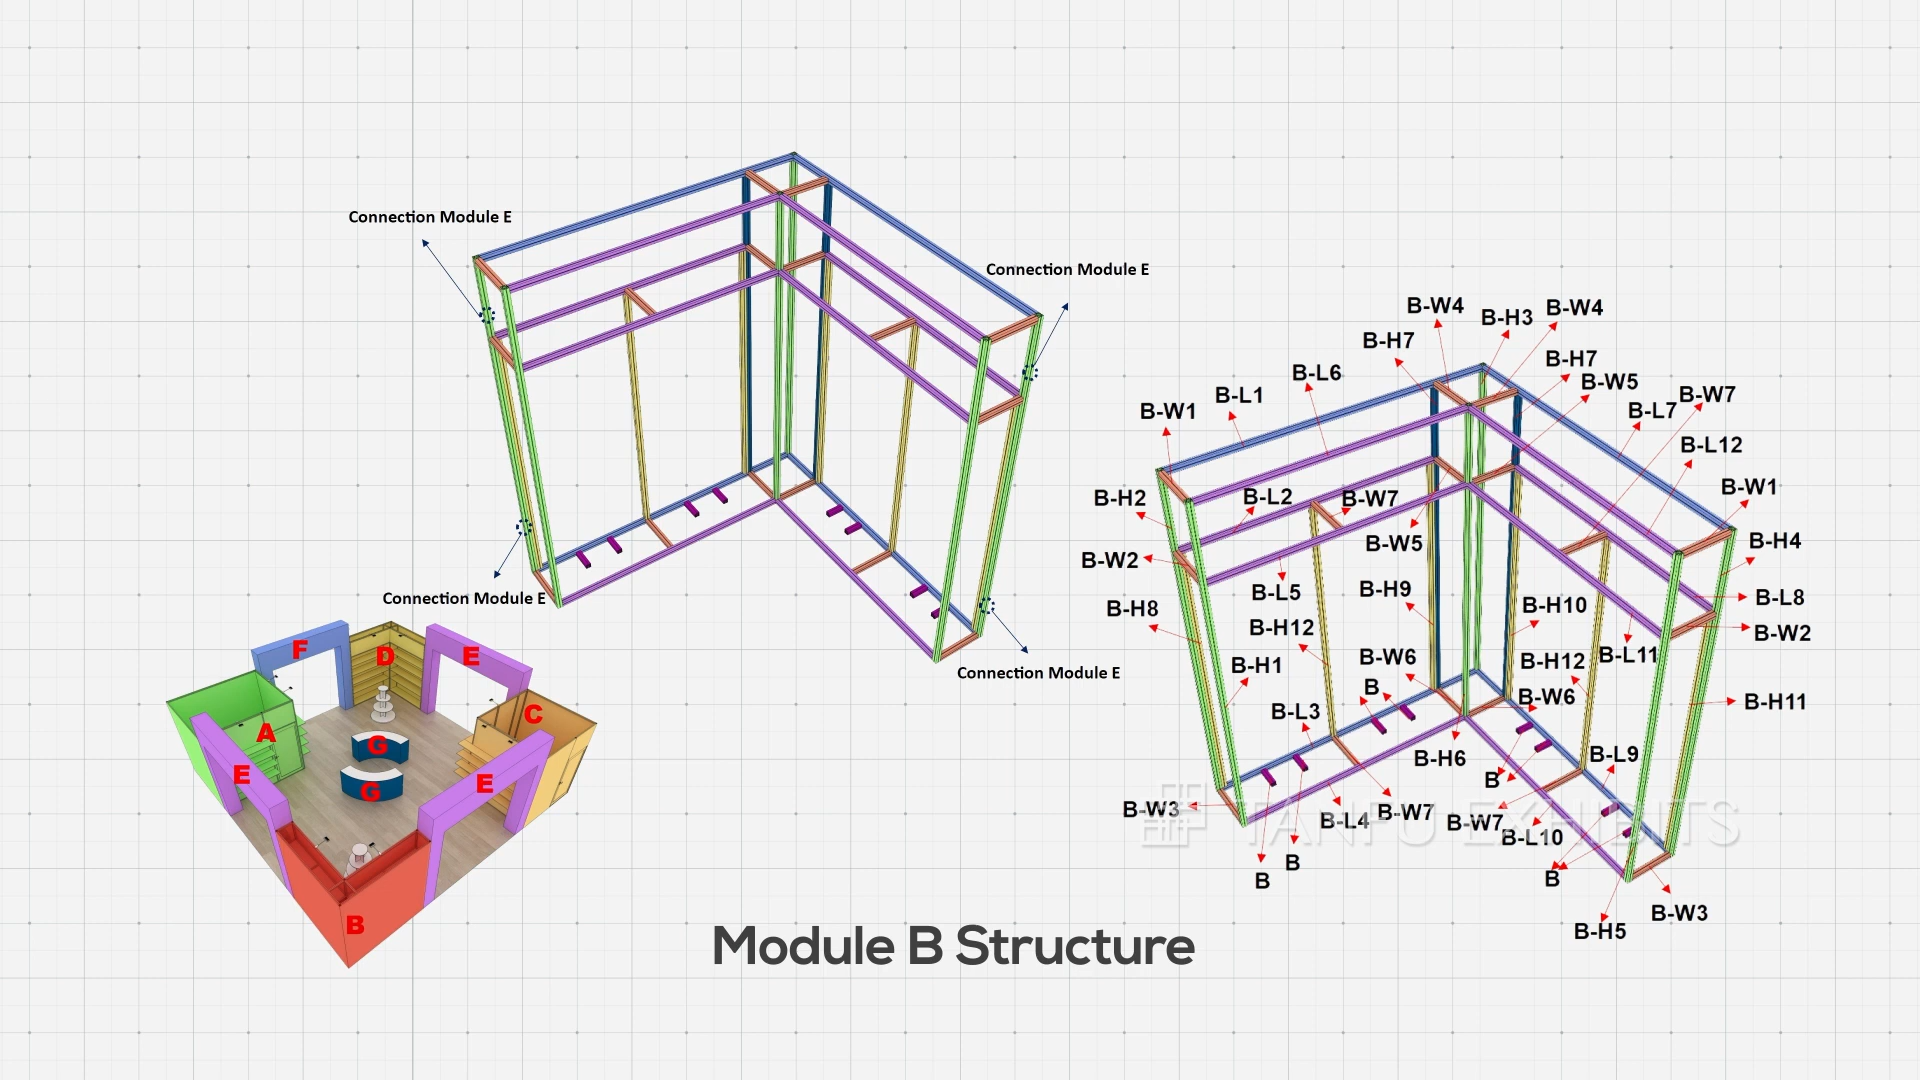 Connection Module E
Connection Module E
Connection Module E
Connection Module E
F
D
E
A
C
G
E
E
G
B
B-W4
B-H3
B-W4
B-H7
B-H7
B-L6
B-W5
B-L1
B-W7
B-W1
B-L7
B-L12
B-W1
B-H2
B-L2
B-W7
B-W5
B-H4
B-W2
B-L5
B-H9
B-L8
B-H8
B-H10
B-H12
B-W2
B-L11
B-H1
B-W6
B-H12
B
B-W6
B-H11
B-L3
B-H6
B-L9
B
B-W3
B-L4
B-W7
B-W7
B-L10
TANFU EXHIBITS
B
B
B
B-W3
B-H5
Module B Structure